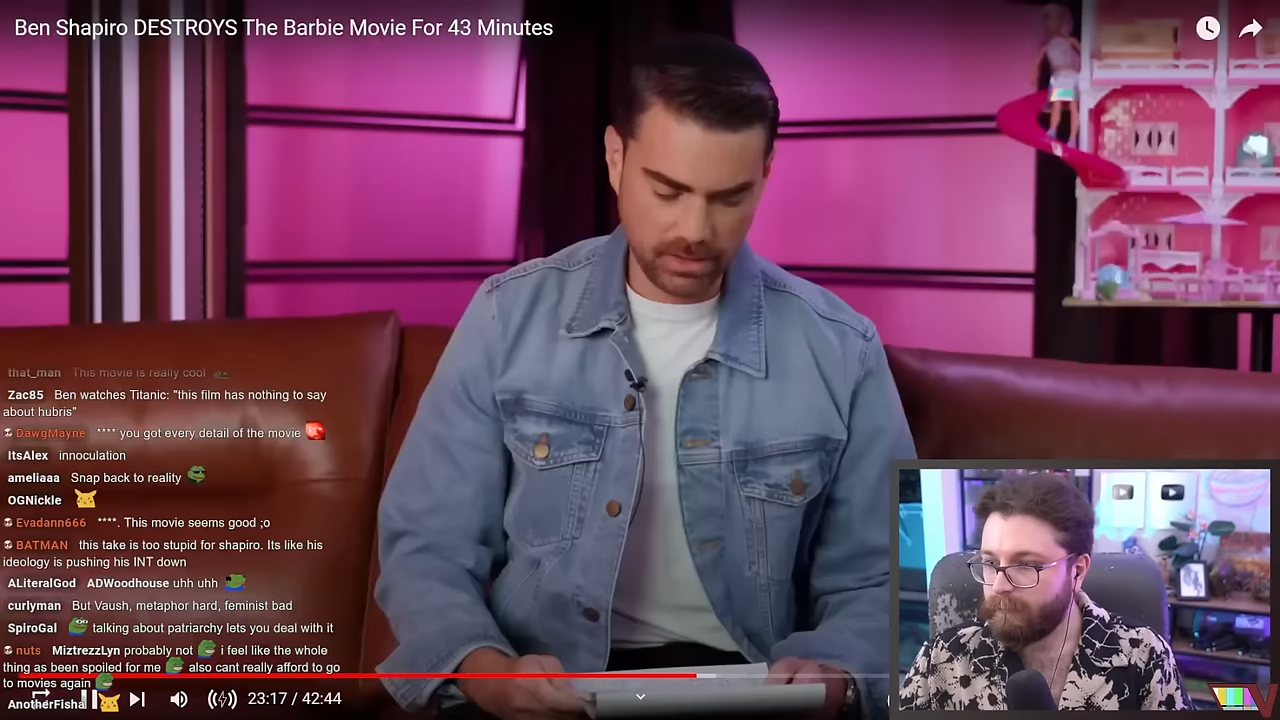 Ben Shapiro DESTROYS The Barbie Movie For 43 Minutes
that_man This movie is really cool
Zac85 Ben watches Titanic: "this film has nothing to say
about hubris"
DawgMayne **** you got every detail of the movie
ItsAlex innoculation
ameliaaa Snap back to reality
OGNickle
Evadann666 ****. This movie seems good ;o
BATMAN this take is too stupid for shapiro. Its like his
ideology is pushing his INT down
ALiteralGod ADWoodhouse uhh uhh
curlyman But Vaush, metaphor hard, feminist bad
SpiroGal talking about patriarchy lets you deal with it
nuts MiztrezzLyn probably not i feel like the whole
thing as been spoiled for me also cant really afford to go
to movies again
AnotherFisha
23:17 / 42:44